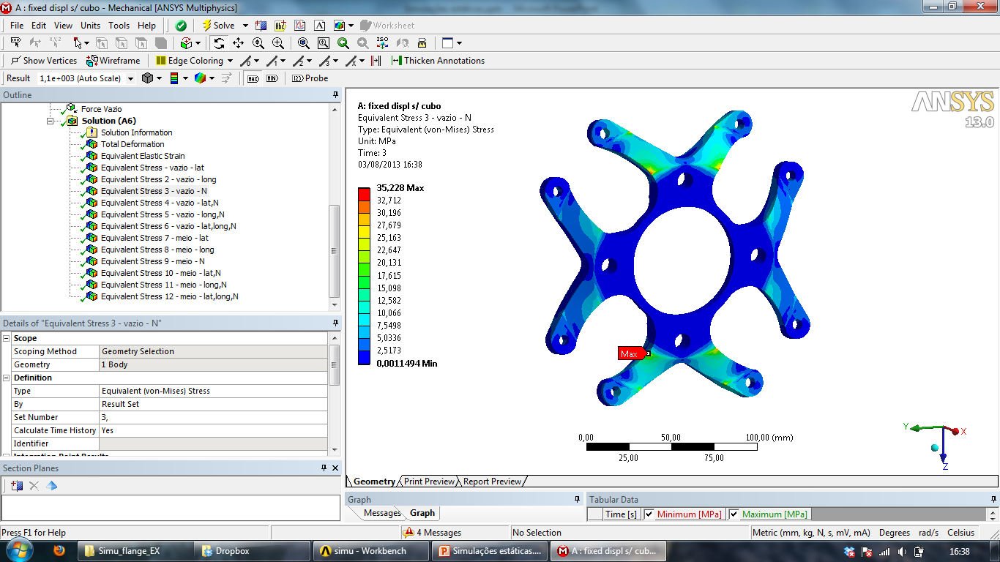 A : fixed displ s/ cubo - Mechanical [ANSYS Multiphysics]
File Edit View Units Tools Help Solve Worksheet
Show Vertices Wireframe Edge Coloring Thicken Annotations
Result 1,1e+003 (Auto Scale) MAX MIN Probe
Outline
Force Vazio
Solution (A6)
Solution Information
Total Deformation
Equivalent Elastic Strain
Equivalent Stress - vazio - lat
Equivalent Stress 2 - vazio - long
Equivalent Stress 3 - vazio - N
Equivalent Stress 4 - vazio - lat,N
Equivalent Stress 5 - vazio - long,N
Equivalent Stress 6 - vazio - lat,long,N
Equivalent Stress 7 - meio - lat
Equivalent Stress 8 - meio - long
Equivalent Stress 9 - meio - N
Equivalent Stress 10 - meio - lat,N
Equivalent Stress 11 - meio - long,N
Equivalent Stress 12 - meio - lat,long,N
Details of "Equivalent Stress 3 - vazio - N"
Scope
Scoping Method Geometry Selection
Geometry 1 Body
Definition
Type Equivalent (von-Mises) Stress
By Result Set
Set Number 3,
Calculate Time History Yes
Identifier
Integration Point Results
Section Planes
A: fixed displ s/ cubo
Equivalent Stress 3 - vazio - N
Type: Equivalent (von-Mises) Stress
Unit: MPa
Time: 3
03/08/2013 16:38
35,228 Max
32,712
30,196
27,679
25,163
22,647
20,131
17,615
15,098
12,582
10,066
7,5498
5,0336
2,5173
0,0011494 Min
ANSYS
13.0
Max
0,00 50,00 100,00 (mm)
25,00 75,00
Y X
Z
Geometry Print Preview Report Preview
Graph
Messages Graph
Tabular Data
Time [s] Minimum [MPa] Maximum [MPa]
Press F1 for Help 4 Messages No Selection Metric (mm, kg, N, s, mV, mA) Degrees rad/s Celsius
Simu_flange_EX Dropbox simu - Workbench Simulações estáticas.... A : fixed displ s/ cub... 16:38